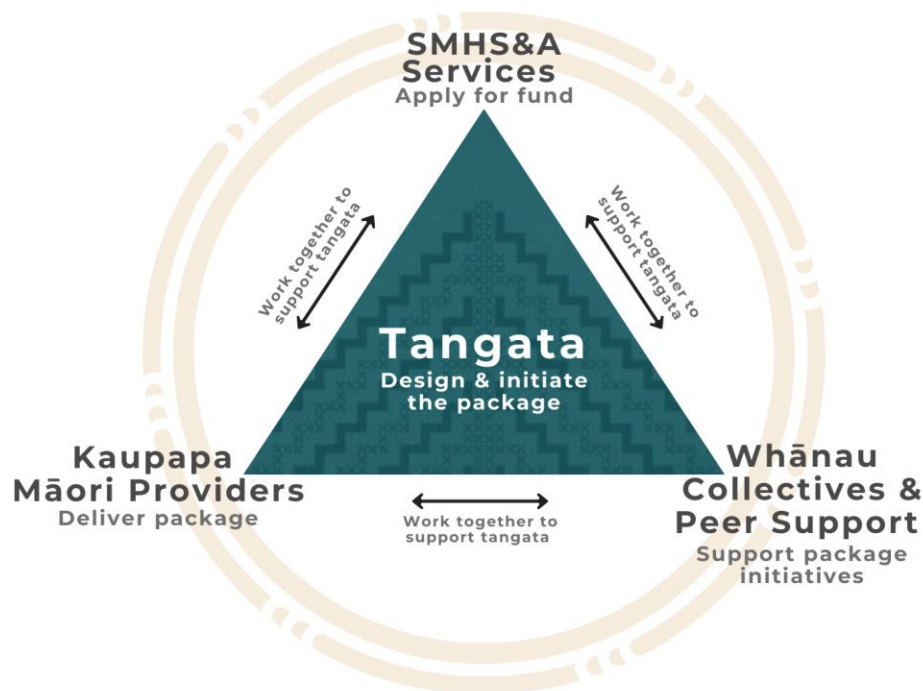 SMHS&A
Services
Apply for fund
Work together to
support tangata
Work together to
support tangata
Tangata
Design & initiate
the package
Kaupapa
Māori Providers
Deliver package
Work together to
support tangata
Whānau
Collectives &
Peer Support
Support package
initiatives